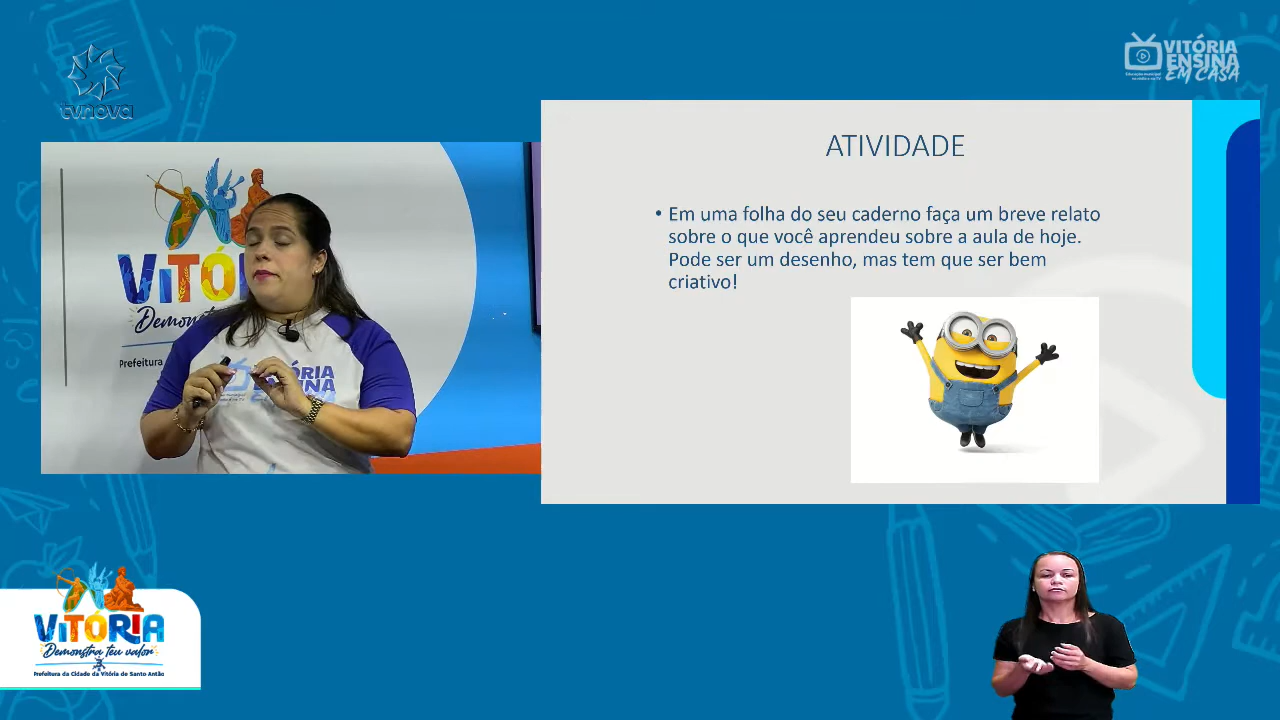 tvnova
VITÓRIA
ENSINA
EM CASA
ATIVIDADE
• Em uma folha do seu caderno faça um breve relato
sobre o que você aprendeu sobre a aula de hoje.
Pode ser um desenho, mas tem que ser bem
criativo!
Prefeitura
VITÓRIA
Demonstra teu valor
Prefeitura da Cidade da Vitória de Santo Antão